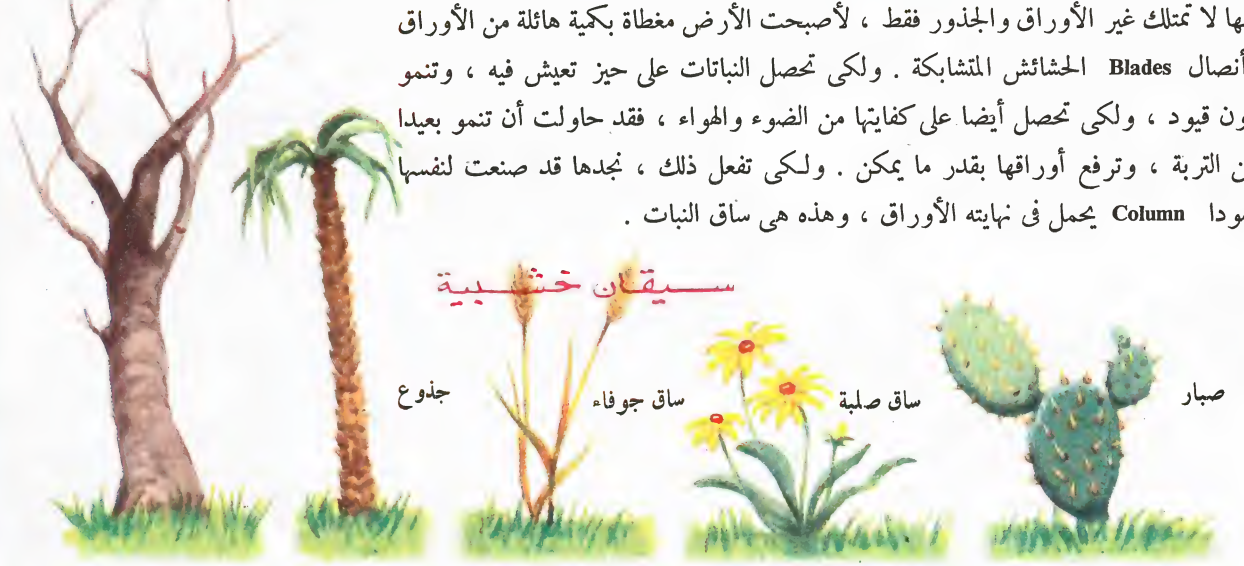 لا تمتلك غير الأوراق والجذور فقط ، لأصبحت الأرض مغطاة بكمية هائلة من الأوراق
أنصال Blades الحشائش المتشابكة . ولكى تحصل النباتات على حيز تعيش فيه ، وتنمو
قيود ، ولكى تحصل أيضا على كفايتها من الضوء والهواء ، فقد حاولت أن تنمو بعيدا
التربة ، وترفع أوراقها بقدر ما يمكن . ولكى تفعل ذلك ، نجدها قد صنعت لنفسها
Column يحمل فى نهايته الأوراق ، وهذه هى ساق النبات .
سيقان خشبية
صبار
ساق صلبة
ساق جوفاء
جذوع